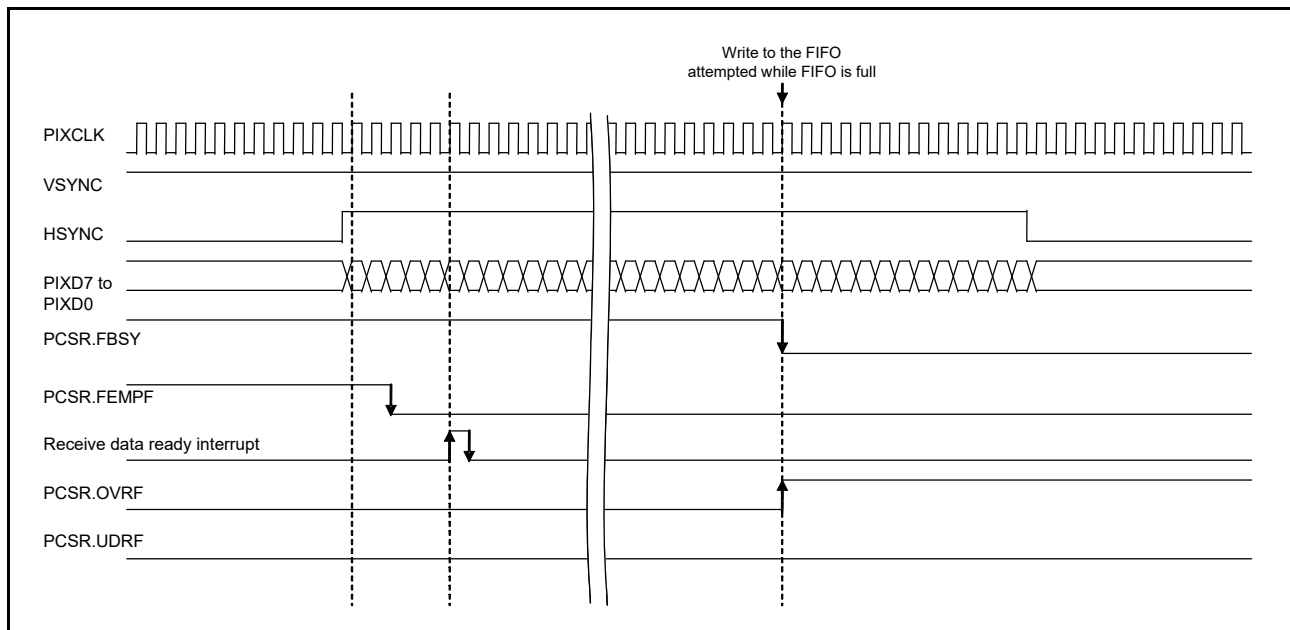 Write to the FIFO
attempted while FIFO is full
PIXCLK
VSYNC
HSYNC
PIXD7 to
PIXD0
PCSR.FBSY
PCSR.FEMPF
Receive data ready interrupt
PCSR.OVRF
PCSR.UDRF